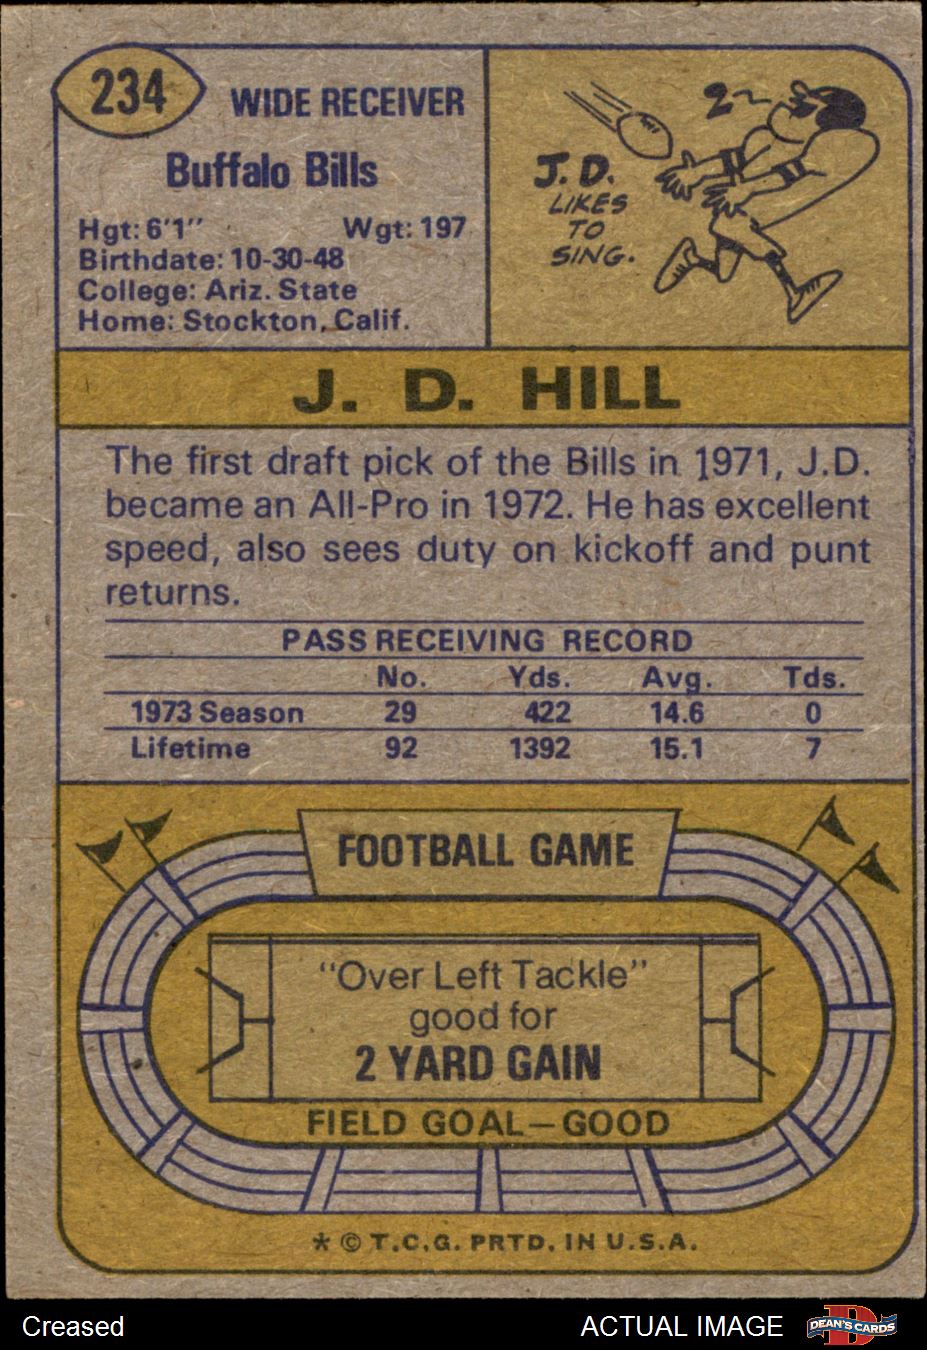 234
WIDE RECEIVER
Buffalo Bills
Hgt: 6'1" Wgt: 197
Birthdate: 10-30-48
College: Ariz. State
Home: Stockton, Calif.
J.D.
LIKES
TO
SING.
J. D. HILL
The first draft pick of the Bills in 1971, J.D.
became an All-Pro in 1972. He has excellent
speed, also sees duty on kickoff and punt
returns.
PASS RECEIVING RECORD
No. Yds. Avg. Tds.
1973 Season 29 422 14.6 0
Lifetime 92 1392 15.1 7
FOOTBALL GAME
"Over Left Tackle"
good for
2 YARD GAIN
FIELD GOAL—GOOD
* © T.C.G. PRTD. IN U.S.A.
Creased ACTUAL IMAGE DEAN'S CARDS